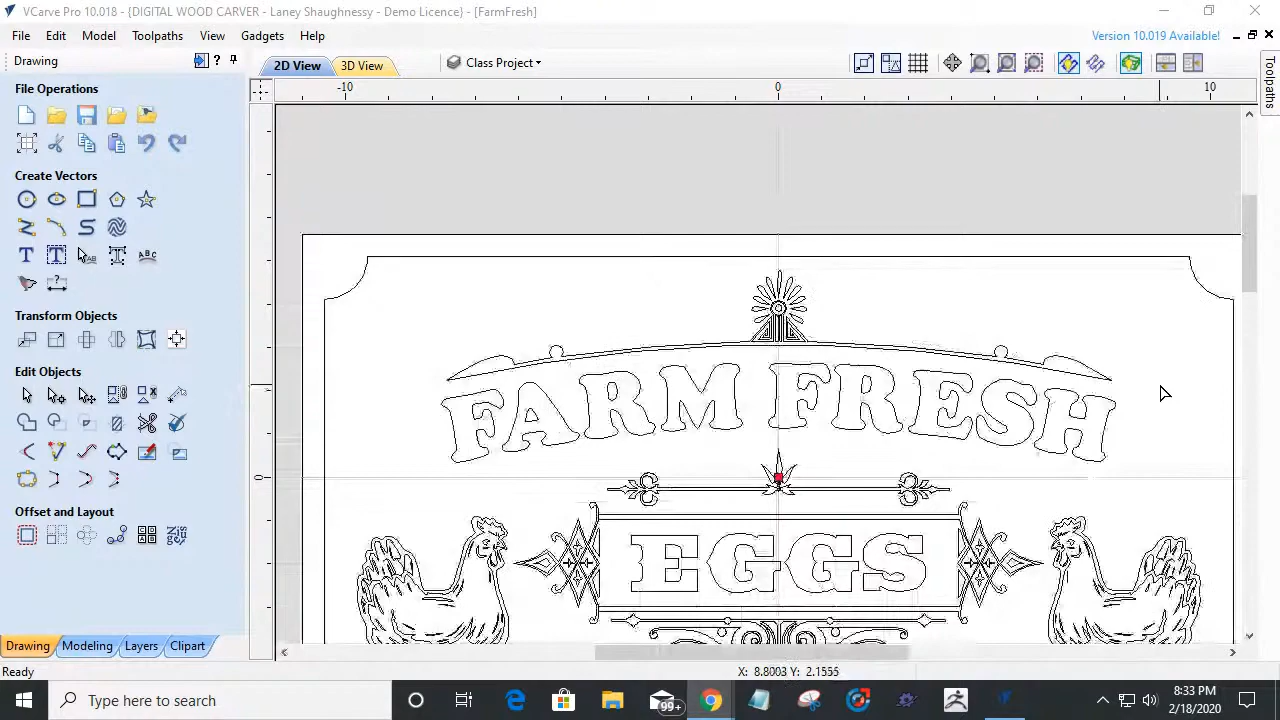 VCarve Pro 10.018 - {DIGITAL WOOD CARVER - Laney Shaughnessy - Demo Licence} - [FarmFresh]
File Edit Model Toolpaths View Gadgets Help Version 10.019 Available!
Drawing
2D View 3D View Class Project
Toolpaths
File Operations
-10 0 10
Create Vectors
ABC
Transform Objects
FARM FRESH
Edit Objects
0
EGGS
Offset and Layout
Drawing Modeling Layers Clipart
Ready X: 8.8003 Y: 2.1555
Type here to search
99+
8:33 PM
2/18/2020